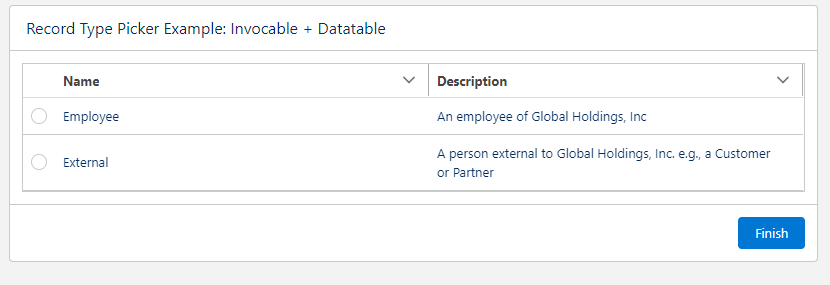 Record Type Picker Example: Invocable + Datatable
Name
Description
Employee
An employee of Global Holdings, Inc
External
A person external to Global Holdings, Inc. e.g., a Customer
or Partner
Finish